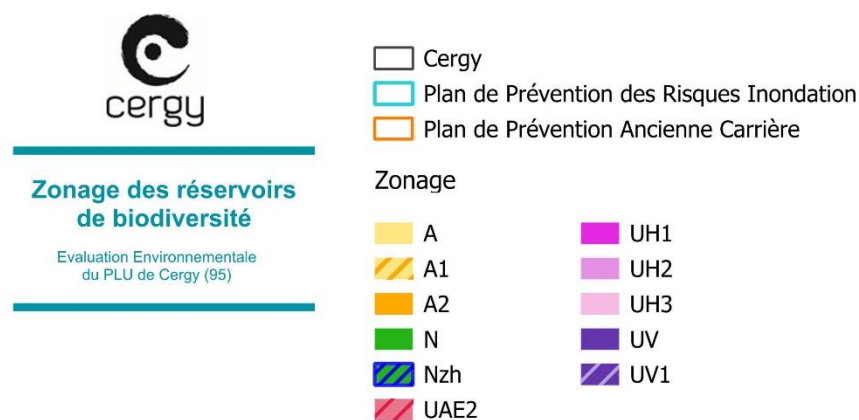 cergy
Zonage des réservoirs
de biodiversité
Evaluation Environnementale
du PLU de Cergy (95)
Cergy
Plan de Prévention des Risques Inondation
Plan de Prévention Ancienne Carrière
Zonage
A
A1
A2
N
Nzh
UAE2
UH1
UH2
UH3
UV
UV1